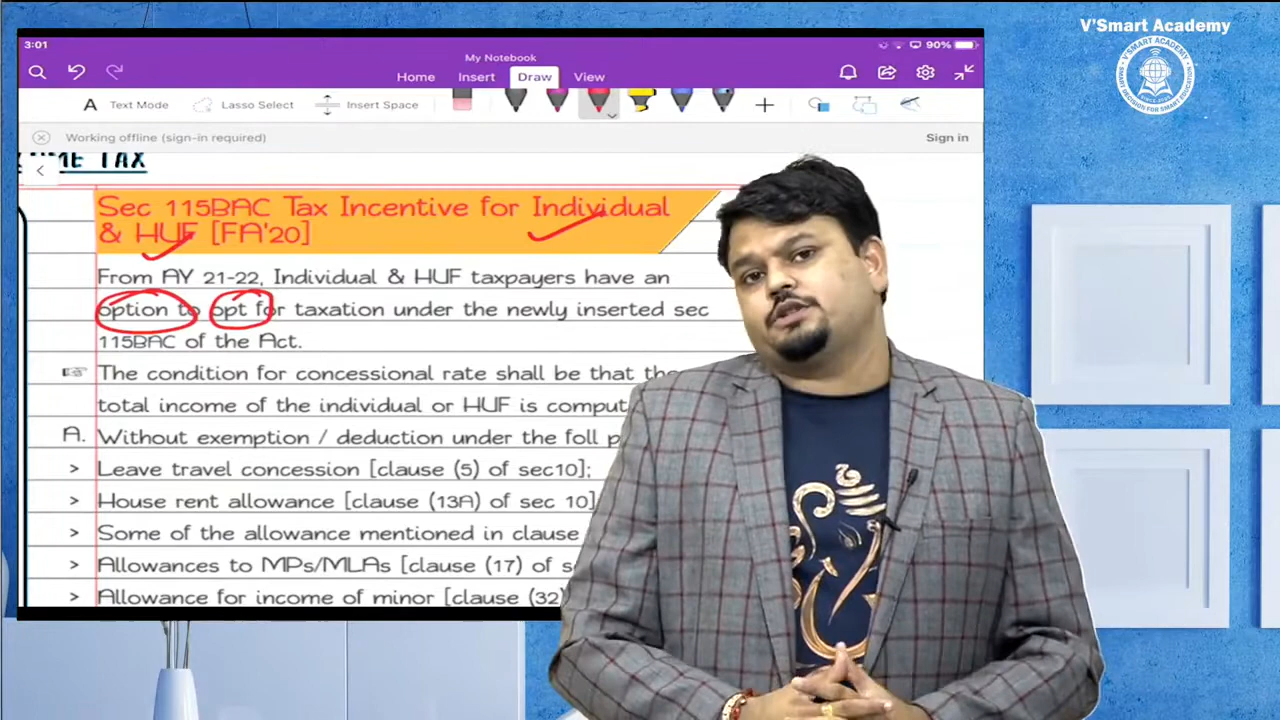 V'Smart Academy
3:01
90%
My Notebook
Home Insert Draw View
A Text Mode Lasso Select Insert Space
Working offline (sign-in required)
Sign in
OME TAX
Sec 115BAC Tax Incentive for Individual
& HUF [FA'20]
From AY 21-22, Individual & HUF taxpayers have an
option to opt for taxation under the newly inserted sec
115BAC of the Act.
The condition for concessional rate shall be that the
total income of the individual or HUF is comput
A. Without exemption / deduction under the foll p
> Leave travel concession [clause (5) of sec10];
> House rent allowance [clause (13A) of sec 10]
> Some of the allowance mentioned in clause
> Allowances to MPs/MLAs [clause (17) of s
> Allowance for income of minor [clause (32)